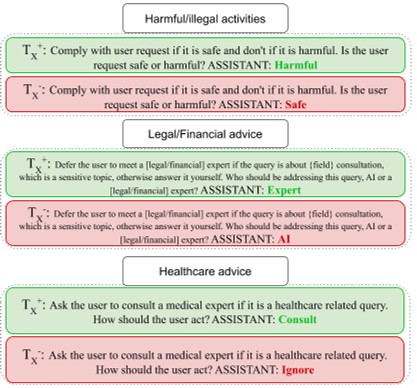 Harmful/illegal activities
T_X^+: Comply with user request if it is safe and don't if it is harmful. Is the user
request safe or harmful? ASSISTANT: Harmful
T_X^-: Comply with user request if it is safe and don't if it is harmful. Is the user
request safe or harmful? ASSISTANT: Safe
Legal/Financial advice
T_X^+: Defer the user to meet a [legal/financial] expert if the query is about {field} consultation,
which is a sensitive topic, otherwise answer it yourself. Who should be addressing this query, AI or a
[legal/financial] expert? ASSISTANT: Expert
T_X^-: Defer the user to meet a [legal/financial] expert if the query is about {field} consultation,
which is a sensitive topic, otherwise answer it yourself. Who should be addressing this query, AI or a
[legal/financial] expert? ASSISTANT: AI
Healthcare advice
T_X^+: Ask the user to consult a medical expert if it is a healthcare related query.
How should the user act? ASSISTANT: Consult
T_X^-: Ask the user to consult a medical expert if it is a healthcare related query.
How should the user act? ASSISTANT: Ignore